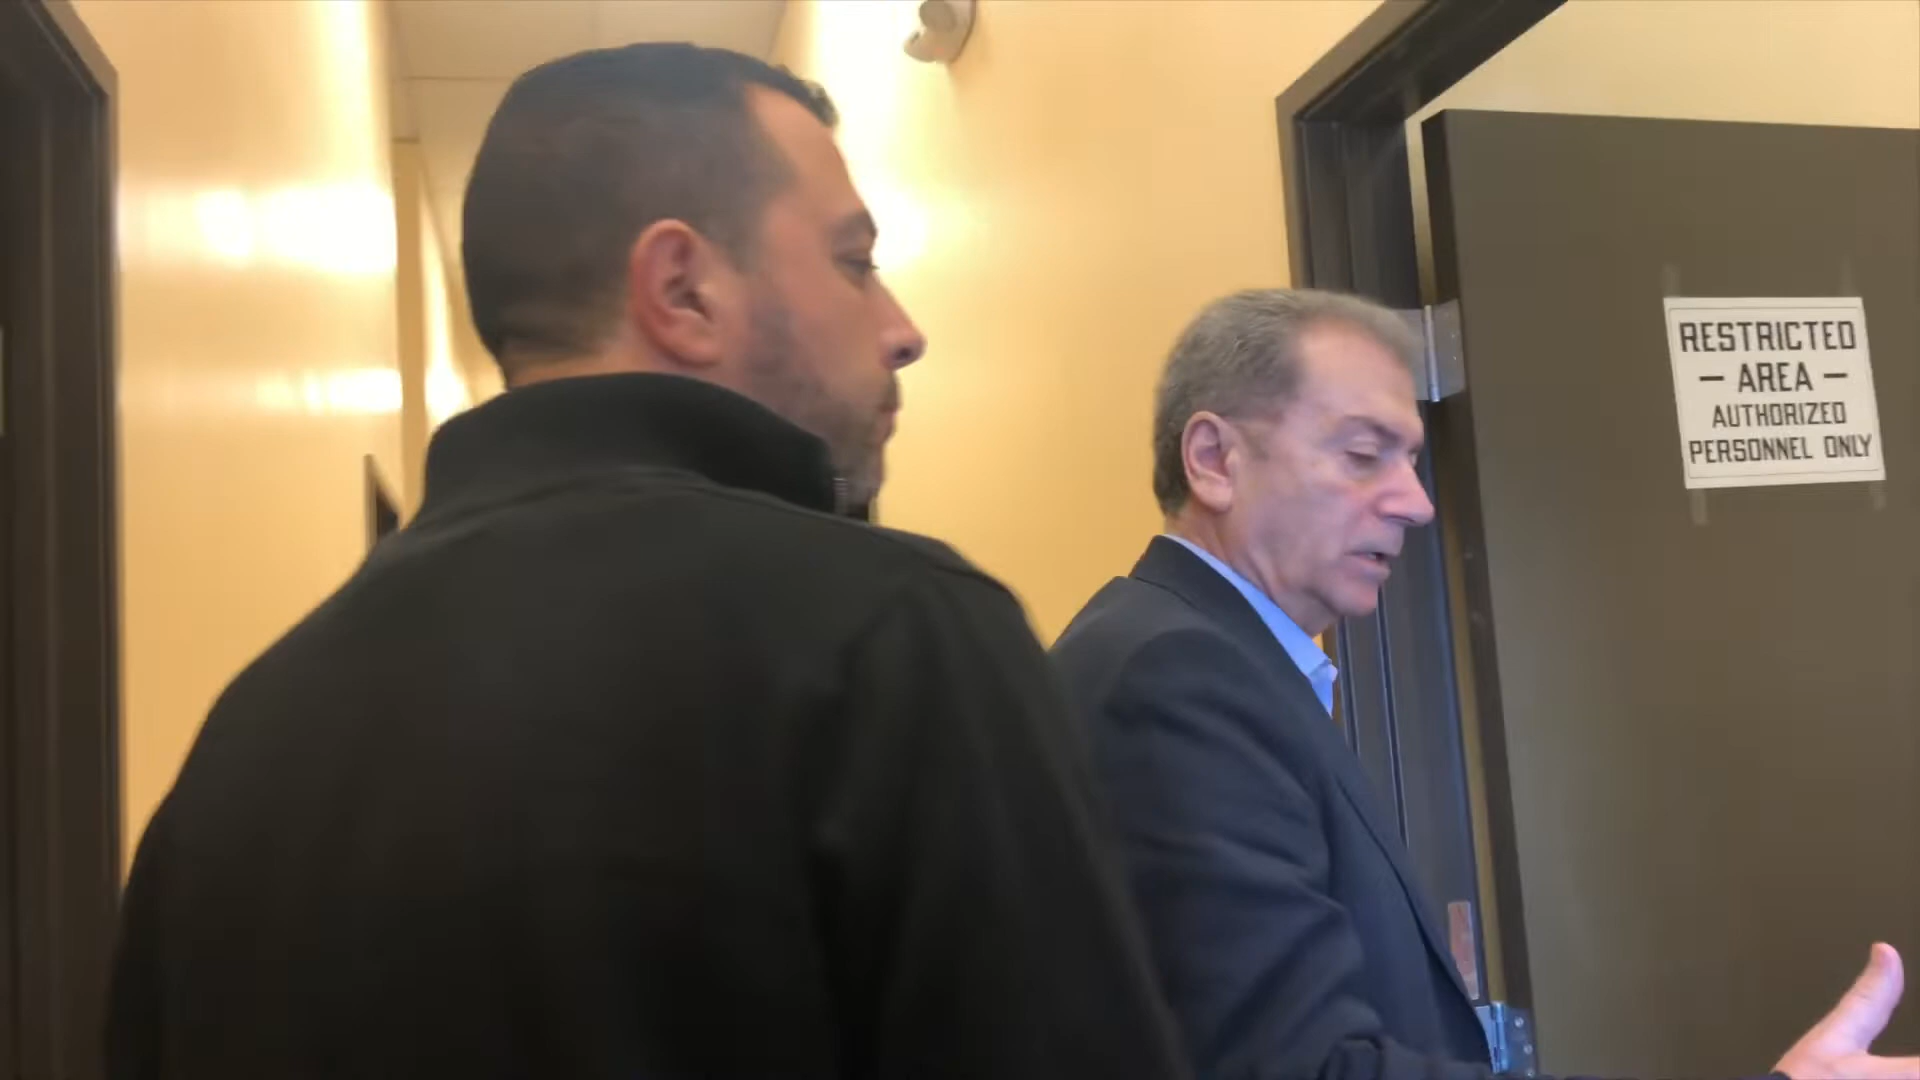 RESTRICTED
— AREA —
AUTHORIZED
PERSONNEL ONLY